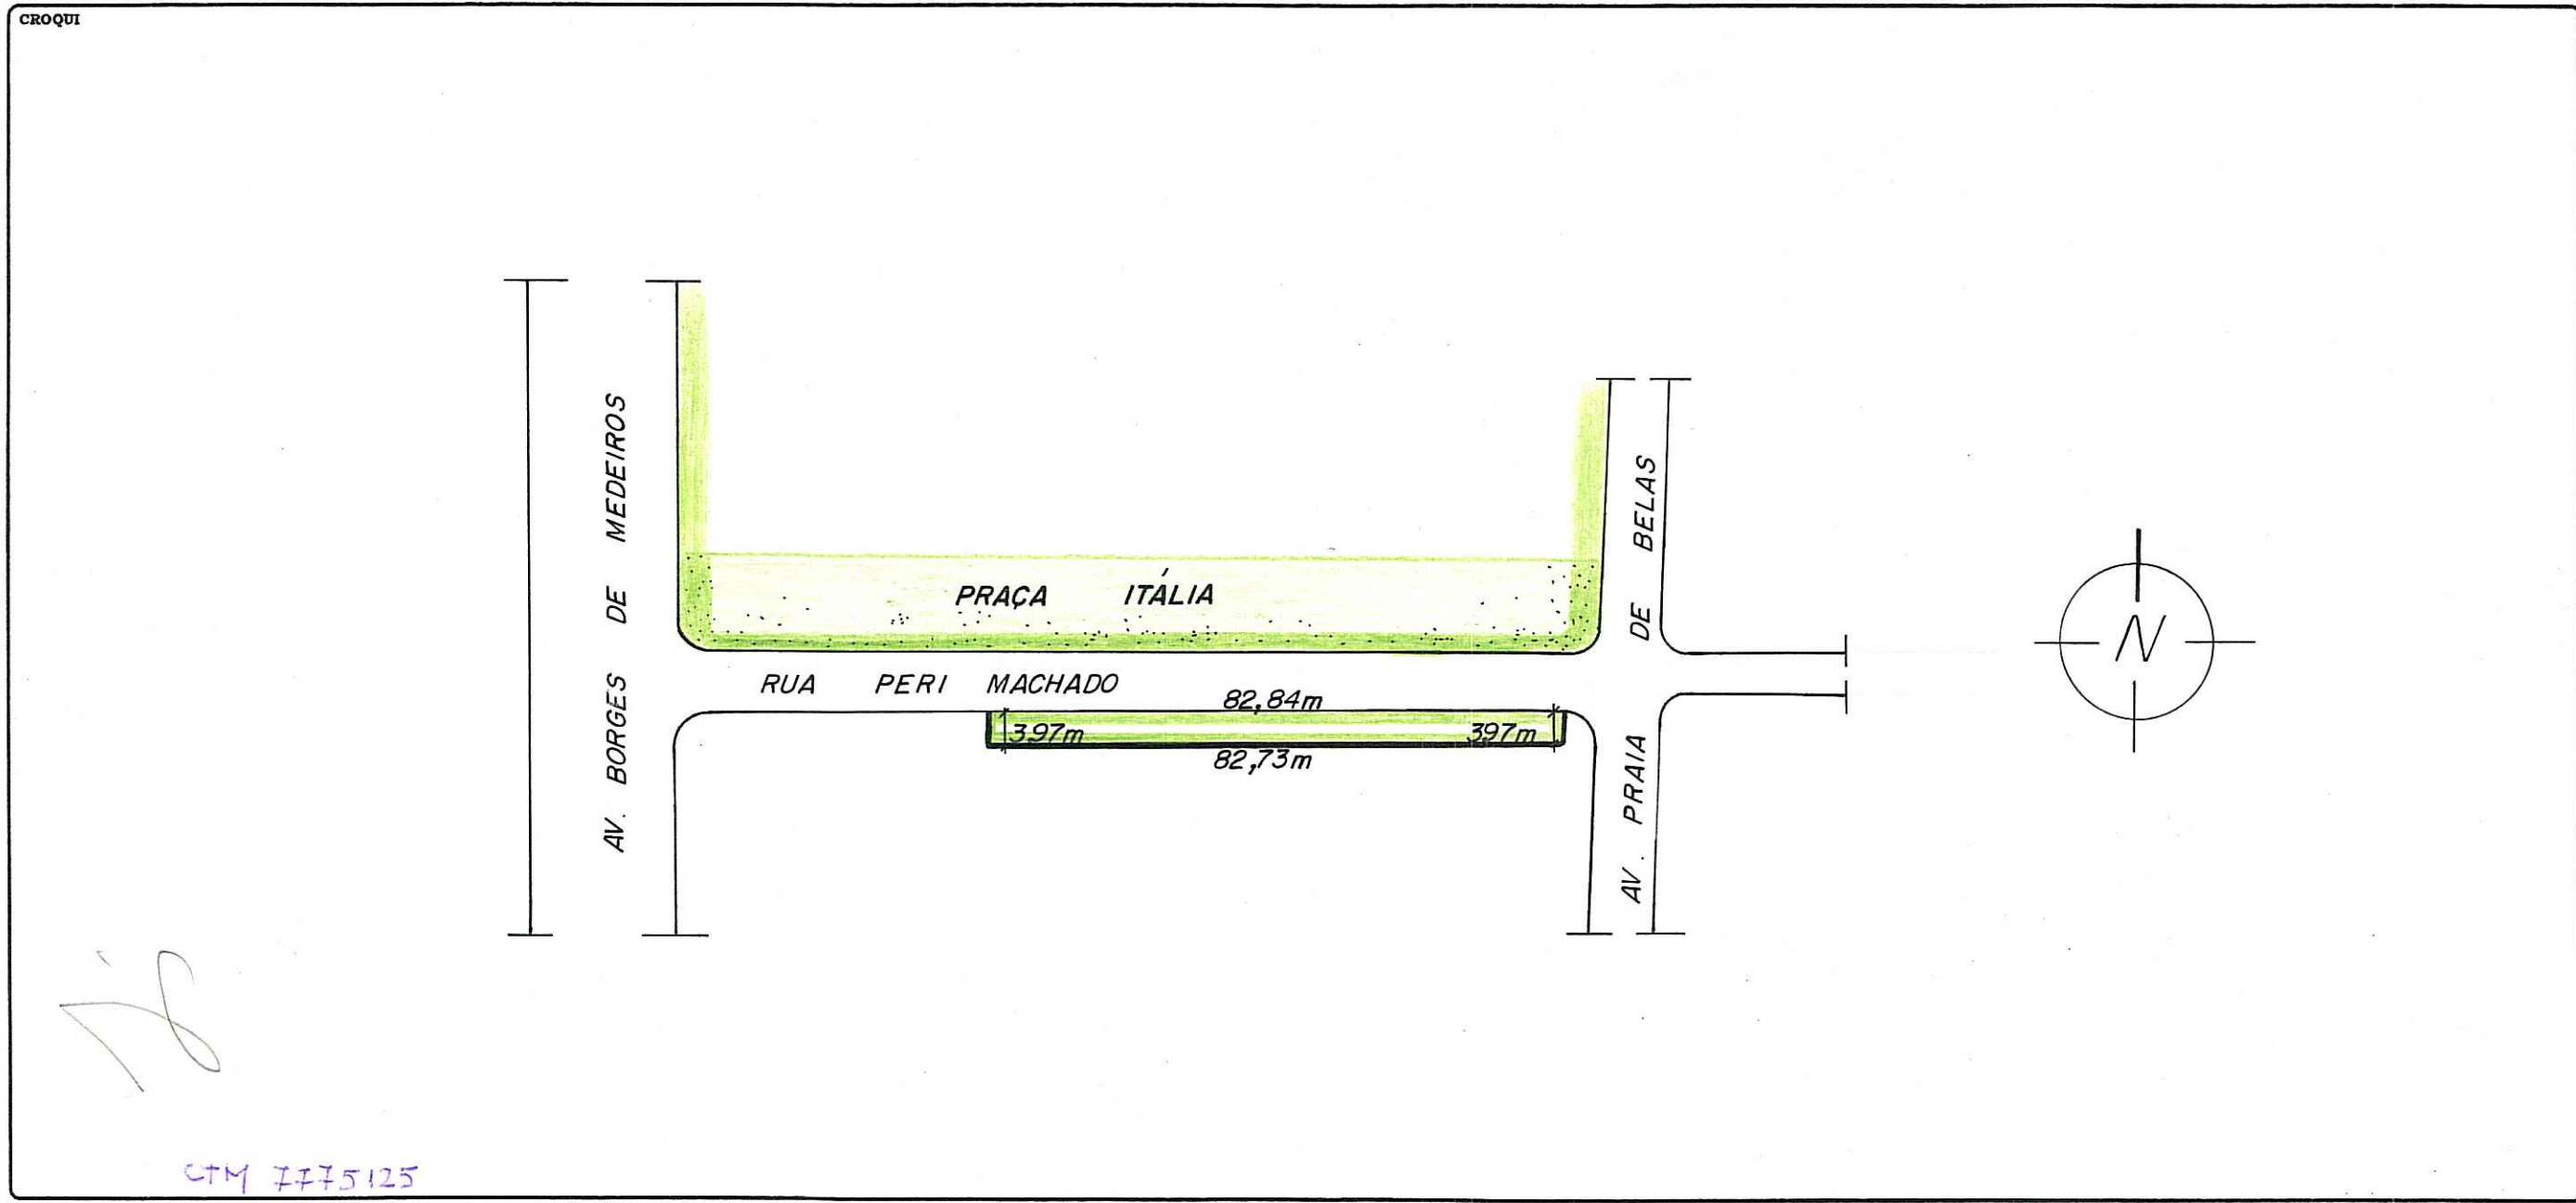 CROQUI
AV. BORGES DE MEDEIROS
PRAÇA ITÁLIA
RUA PERI MACHADO
82,84m
3.97m
397m
82,73m
AV. PRAIA DE BELAS
N
CTM 7775125